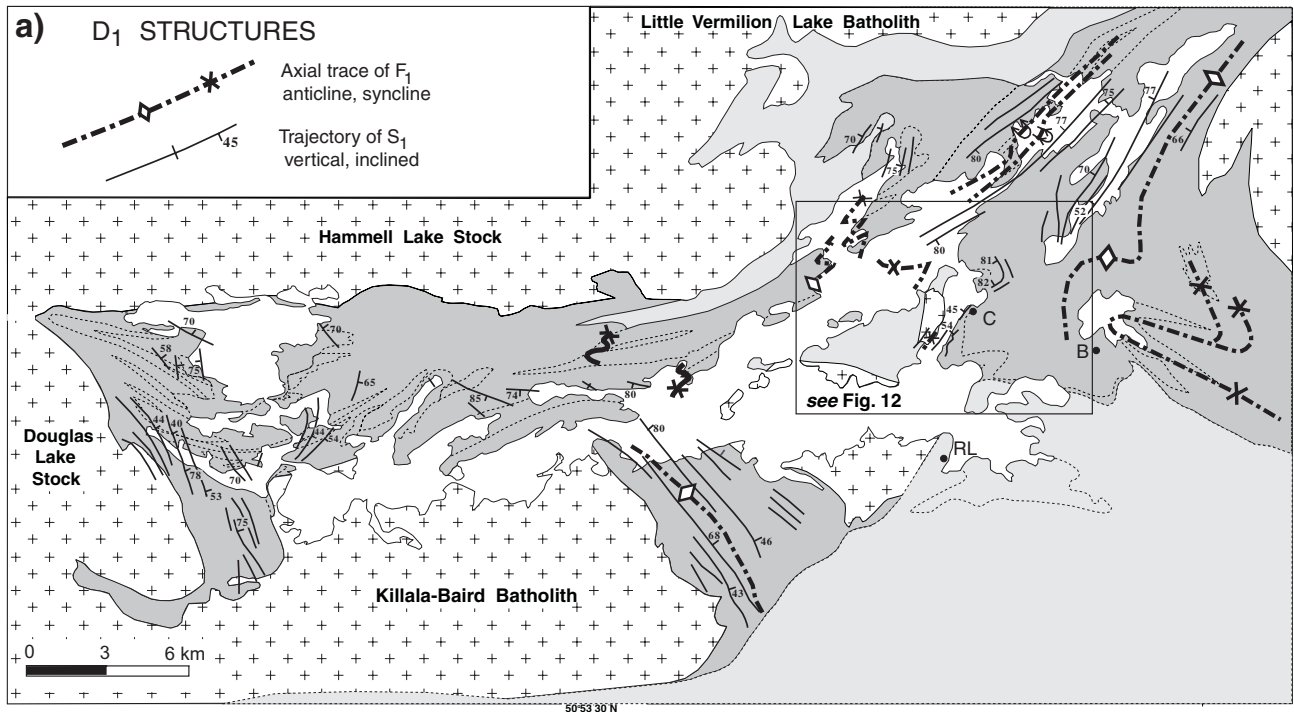 a) D1 STRUCTURES
Axial trace of F1
anticline, syncline
45
Trajectory of S1
vertical, inclined
Little Vermilion Lake Batholith
75
77
77
70
66
80
75
70
52
Hammell Lake Stock
80
81
82
C
45
54
B
70
70
58
75
65
85
74
80
see Fig. 12
44
40
44
54
80
Douglas
Lake
Stock
RL
78
70
53
75
68
46
43
Killala-Baird Batholith
0 3 6 km
50°53 30 N